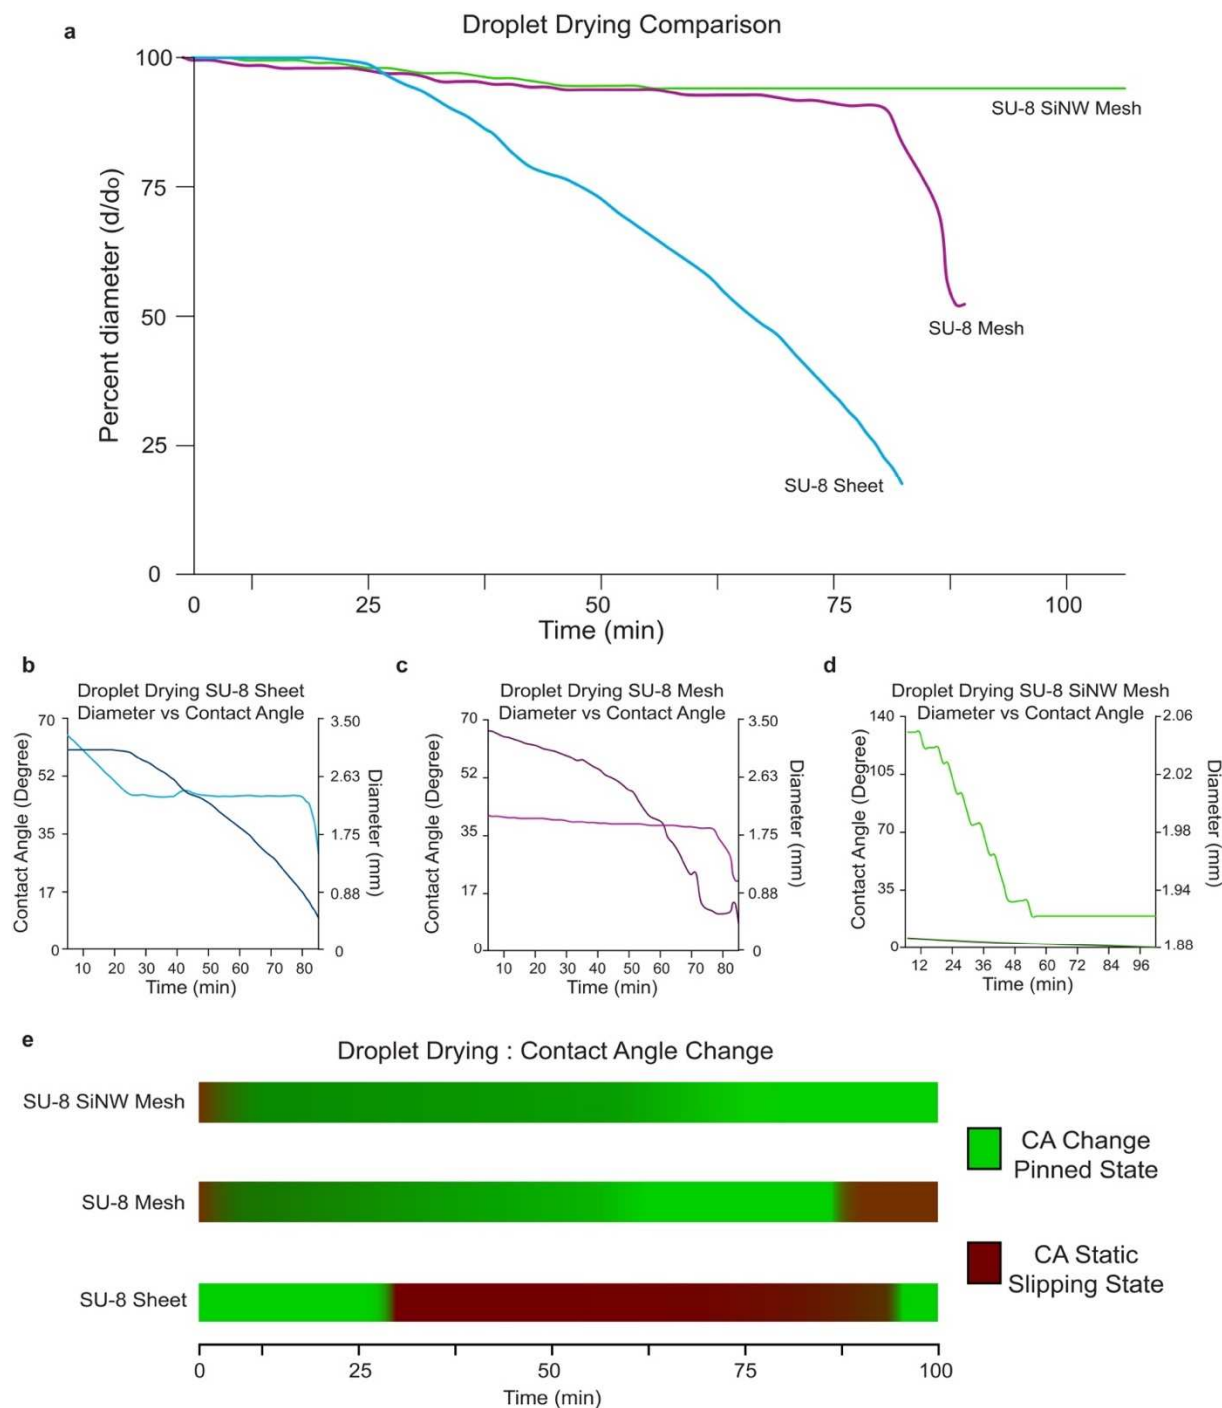 a
Droplet Drying Comparison
100
75
50
25
0
Percent diameter (d/do)
SU-8 SiNW Mesh
SU-8 Mesh
SU-8 Sheet
0 25 50 75 100
Time (min)
b
Droplet Drying SU-8 Sheet
Diameter vs Contact Angle
70
52
35
17
0
Contact Angle (Degree)
3.50
2.63
1.75
0.88
0
Diameter (mm)
10 20 30 40 50 60 70 80
Time (min)
c
Droplet Drying SU-8 Mesh
Diameter vs Contact Angle
70
52
35
17
0
Contact Angle (Degree)
3.50
2.63
1.75
0.88
0
Diameter (mm)
10 20 30 40 50 60 70 80
Time (min)
d
Droplet Drying SU-8 SiNW Mesh
Diameter vs Contact Angle
140
105
70
35
0
Contact Angle (Degree)
2.06
2.02
1.98
1.94
1.88
Diameter (mm)
12 24 36 48 60 72 84 96
Time (min)
e
Droplet Drying : Contact Angle Change
SU-8 SiNW Mesh
SU-8 Mesh
SU-8 Sheet
CA Change
Pinned State
CA Static
Slipping State
0 25 50 75 100
Time (min)